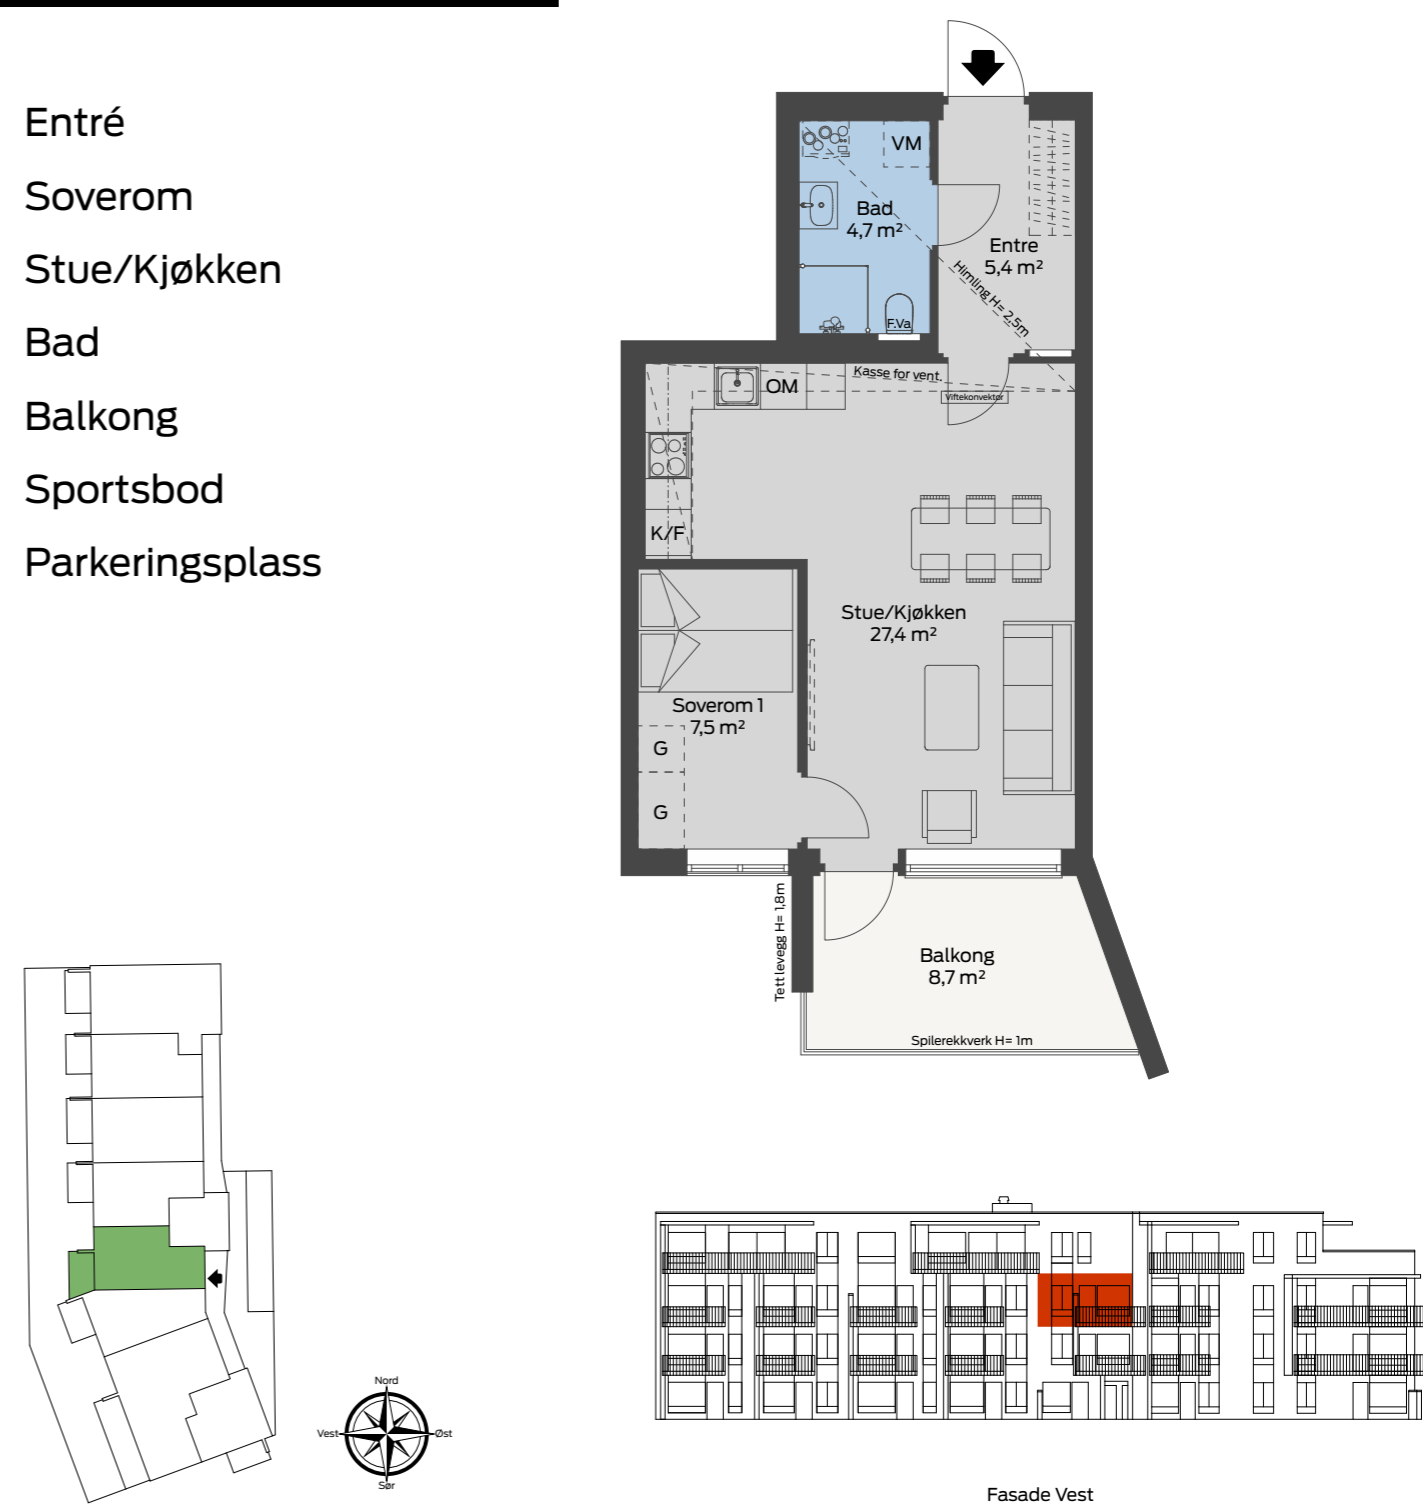 Entré
Soverom
Stue/Kjøkken
Bad
Balkong
Sportsbod
Parkeringsplass
VM
Bad
4,7 m²
Entre
5,4 m²
Himling H= 2,5m
F.Va
Kasse for vent.
OM
Viftekonvektor
K/F
Stue/Kjøkken
27,4 m²
Soverom 1
7,5 m²
G
G
Tett levegg H= 1,8m
Balkong
8,7 m²
Spilerekkverk H= 1m
Nord
Vest
Øst
Sør
Fasade Vest